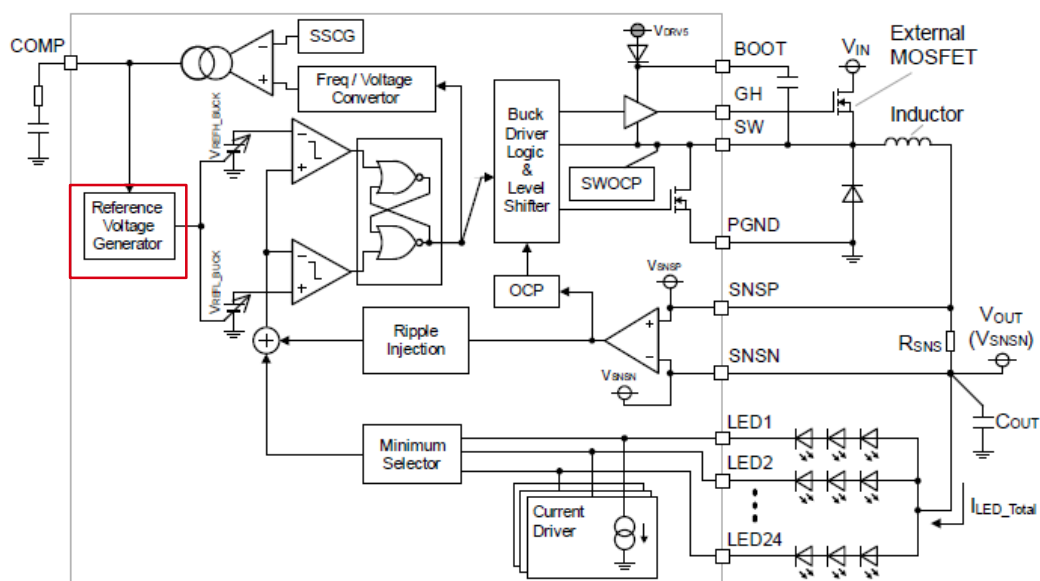 COMP
SSCG
Freq / Voltage
Convertor
VREFH_BUCK
Reference
Voltage
Generator
VREFL_BUCK
Buck
Driver
Logic
&
Level
Shifter
VDRV5
BOOT
GH
SW
SWOCP
PGND
VIN
External
MOSFET
Inductor
OCP
VSNSP
SNSP
SNSN
VSNSN
Ripple
Injection
RSNS
VOUT
(VSNSN)
COUT
Minimum
Selector
LED1
LED2
LED24
Current
Driver
ILED_Total
+
-
+
-
+
-
+
-
+